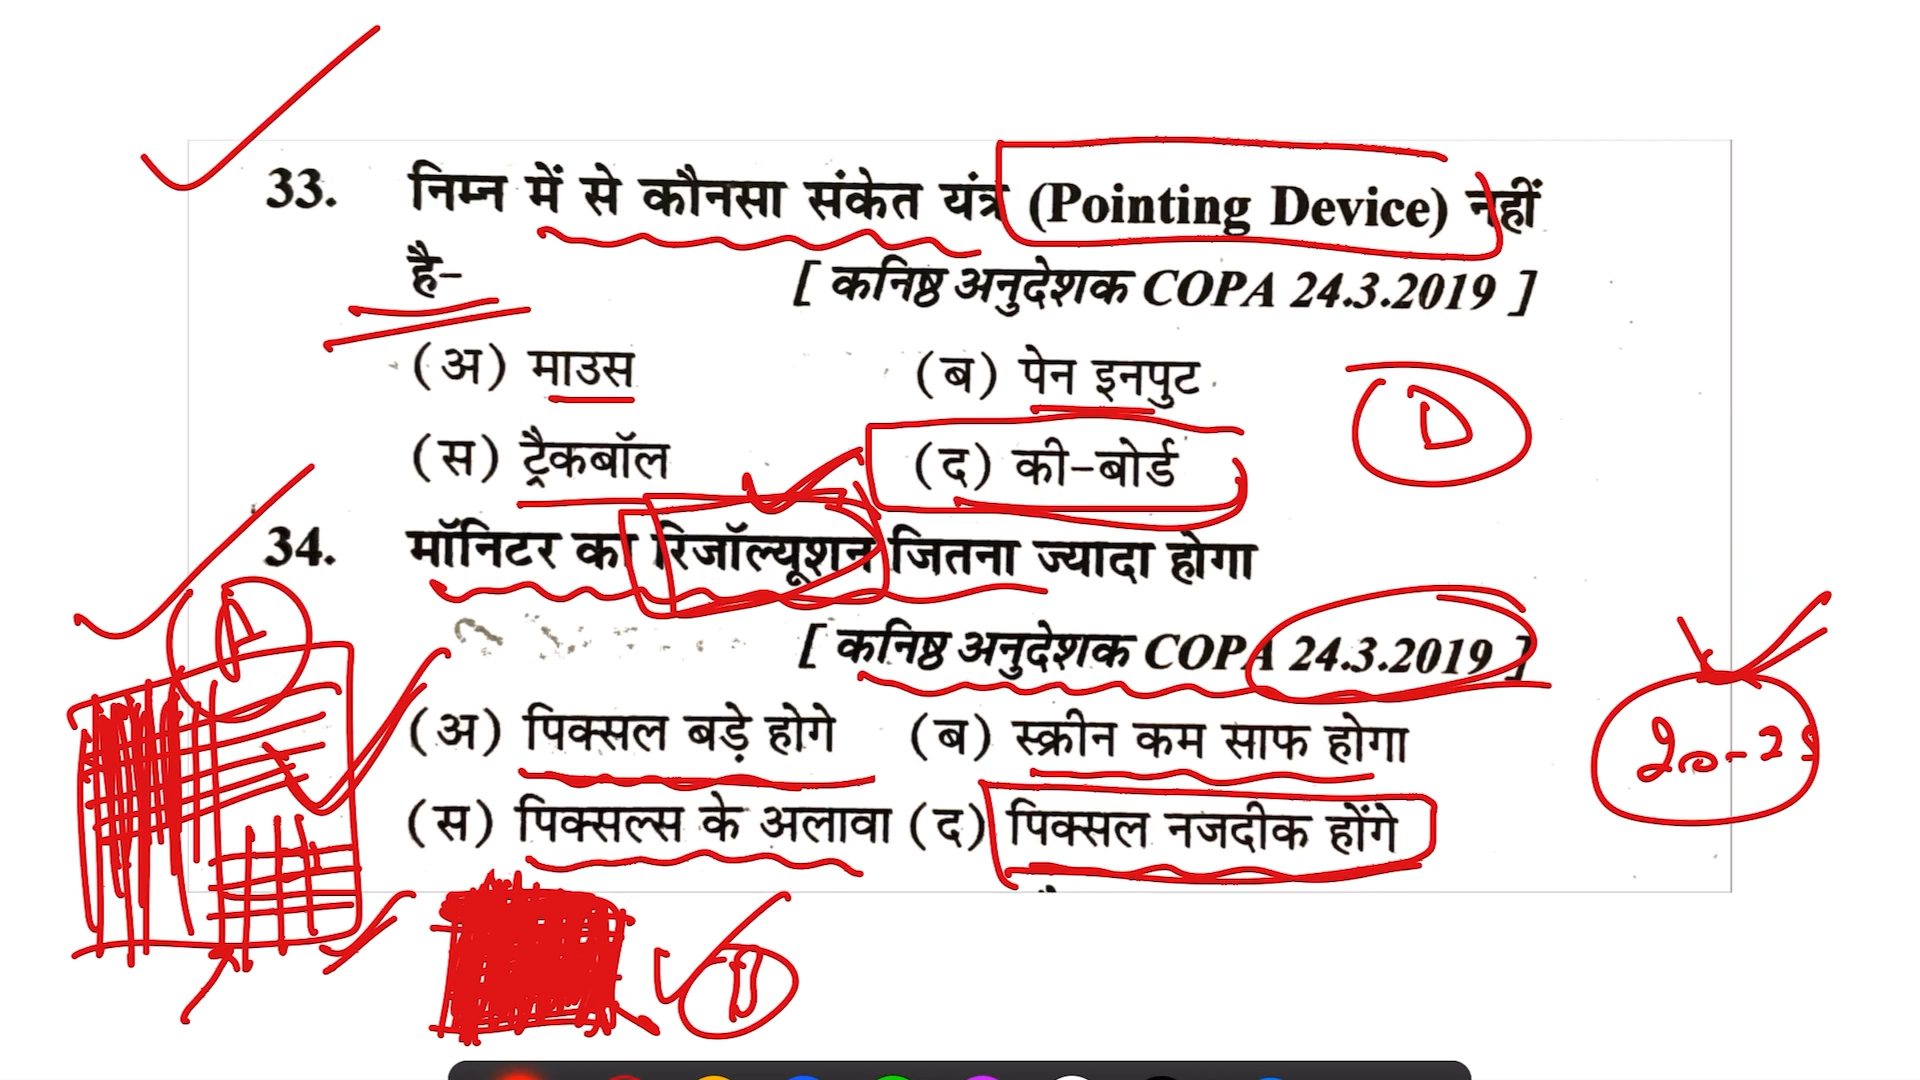 33. निम्न में से कौनसा संकेत यंत्र (Pointing Device) नहीं
है- [ कनिष्ठ अनुदेशक COPA 24.3.2019 ]
(अ) माउस (ब) पेन इनपुट
(स) ट्रैकबॉल (द) की-बोर्ड
D
34. मॉनिटर का रिजॉल्यूशन जितना ज्यादा होगा
[ कनिष्ठ अनुदेशक COPA 24.3.2019 ]
(अ) पिक्सल बड़े होगे (ब) स्क्रीन कम साफ होगा
(स) पिक्सल्स के अलावा (द) पिक्सल नजदीक होंगे